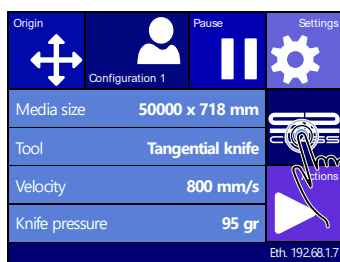 Origin
Configuration 1
Pause
Settings
Media size 50000 x 718 mm
Tool Tangential knife
Velocity 800 mm/s
Knife pressure 95 gr
Actions
Eth. 192.68.1.7